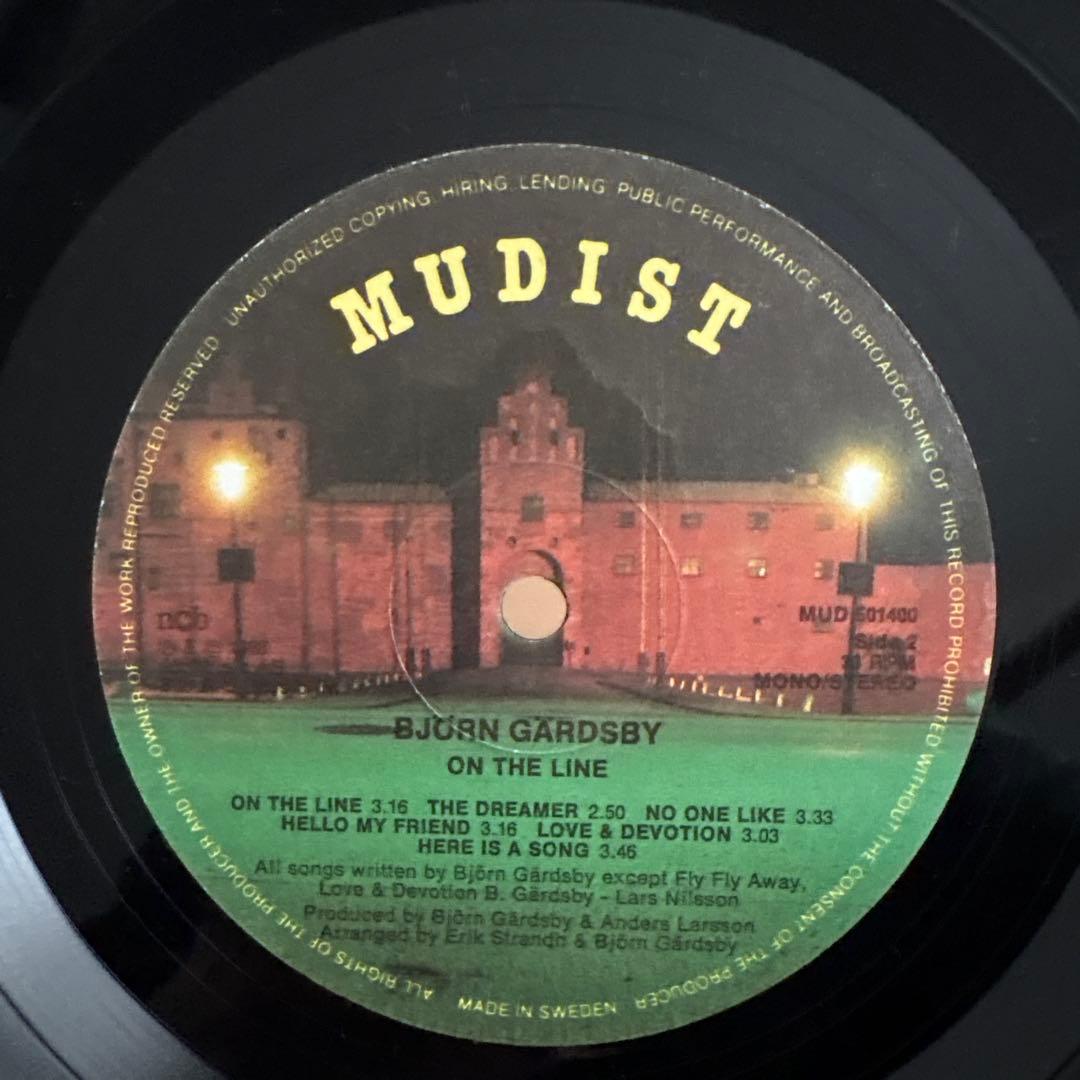 ALL RIGHTS OF THE PRODUCER AND THE OWNER OF THE WORK REPRODUCED RESERVED UNAUTHORIZED COPYING. HIRING. LENDING PUBLIC PERFORMANCE AND BROADCASTING OF THIS RECORD PROHIBITED WITHOUT THE CONSENT OF THE PRODUCER
MUDIST
ncb
MUD 601400
Side 2
RPM
MONO/STEREO
BJÖRN GÄRDSBY
ON THE LINE
ON THE LINE 3.16 THE DREAMER 2.50 NO ONE LIKE 3.33
HELLO MY FRIEND 3.16 LOVE & DEVOTION 3.03
HERE IS A SONG 3.46
All songs written by Björn Gärdsby except Fly Fly Away,
Love & Devotion B. Gärdsby - Lars Nilsson
Produced by Björn Gärdsby & Anders Larsson
Arranged by Erik Strandh & Björn Gärdsby
MADE IN SWEDEN